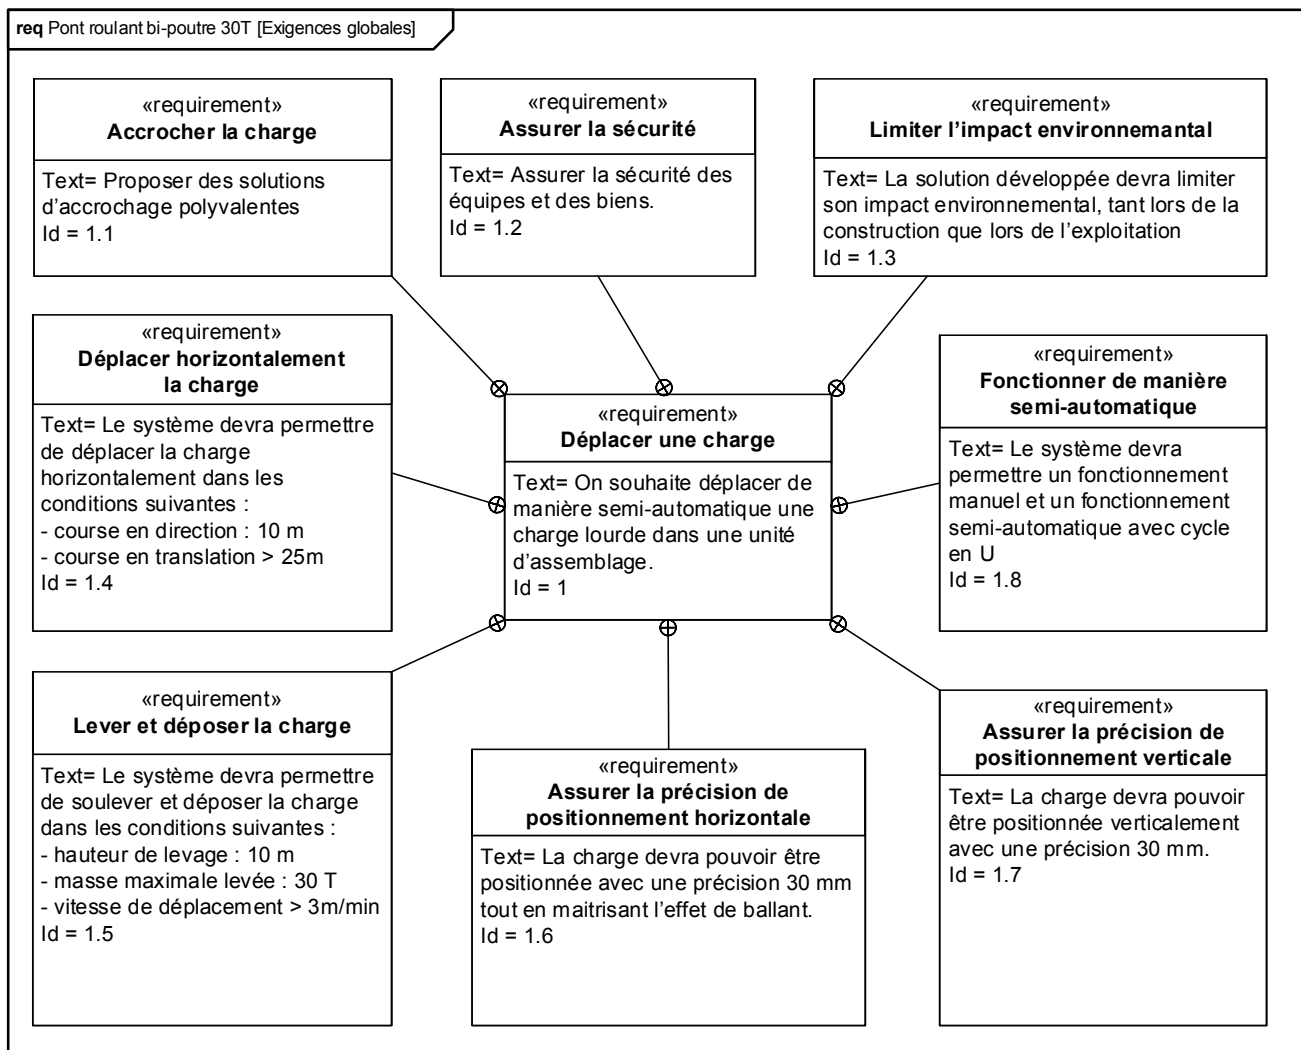 req Pont roulant bi-poutre 30T [Exigences globales]
«requirement»
Accrocher la charge
Text= Proposer des solutions
d'accrochage polyvalentes
Id = 1.1
«requirement»
Assurer la sécurité
Text= Assurer la sécurité des
équipes et des biens.
Id = 1.2
«requirement»
Limiter l'impact environnemantal
Text= La solution développée devra limiter
son impact environnemental, tant lors de la
construction que lors de l'exploitation
Id = 1.3
«requirement»
Déplacer horizontalement
la charge
Text= Le système devra permettre
de déplacer la charge
horizontalement dans les
conditions suivantes :
- course en direction : 10 m
- course en translation > 25m
Id = 1.4
«requirement»
Déplacer une charge
Text= On souhaite déplacer de
manière semi-automatique une
charge lourde dans une unité
d'assemblage.
Id = 1
«requirement»
Fonctionner de manière
semi-automatique
Text= Le système devra
permettre un fonctionnement
manuel et un fonctionnement
semi-automatique avec cycle
en U
Id = 1.8
«requirement»
Lever et déposer la charge
Text= Le système devra permettre
de soulever et déposer la charge
dans les conditions suivantes :
- hauteur de levage : 10 m
- masse maximale levée : 30 T
- vitesse de déplacement > 3m/min
Id = 1.5
«requirement»
Assurer la précision de
positionnement horizontale
Text= La charge devra pouvoir être
positionnée avec une précision 30 mm
tout en maitrisant l'effet de ballant.
Id = 1.6
«requirement»
Assurer la précision de
positionnement verticale
Text= La charge devra pouvoir
être positionnée verticalement
avec une précision 30 mm.
Id = 1.7